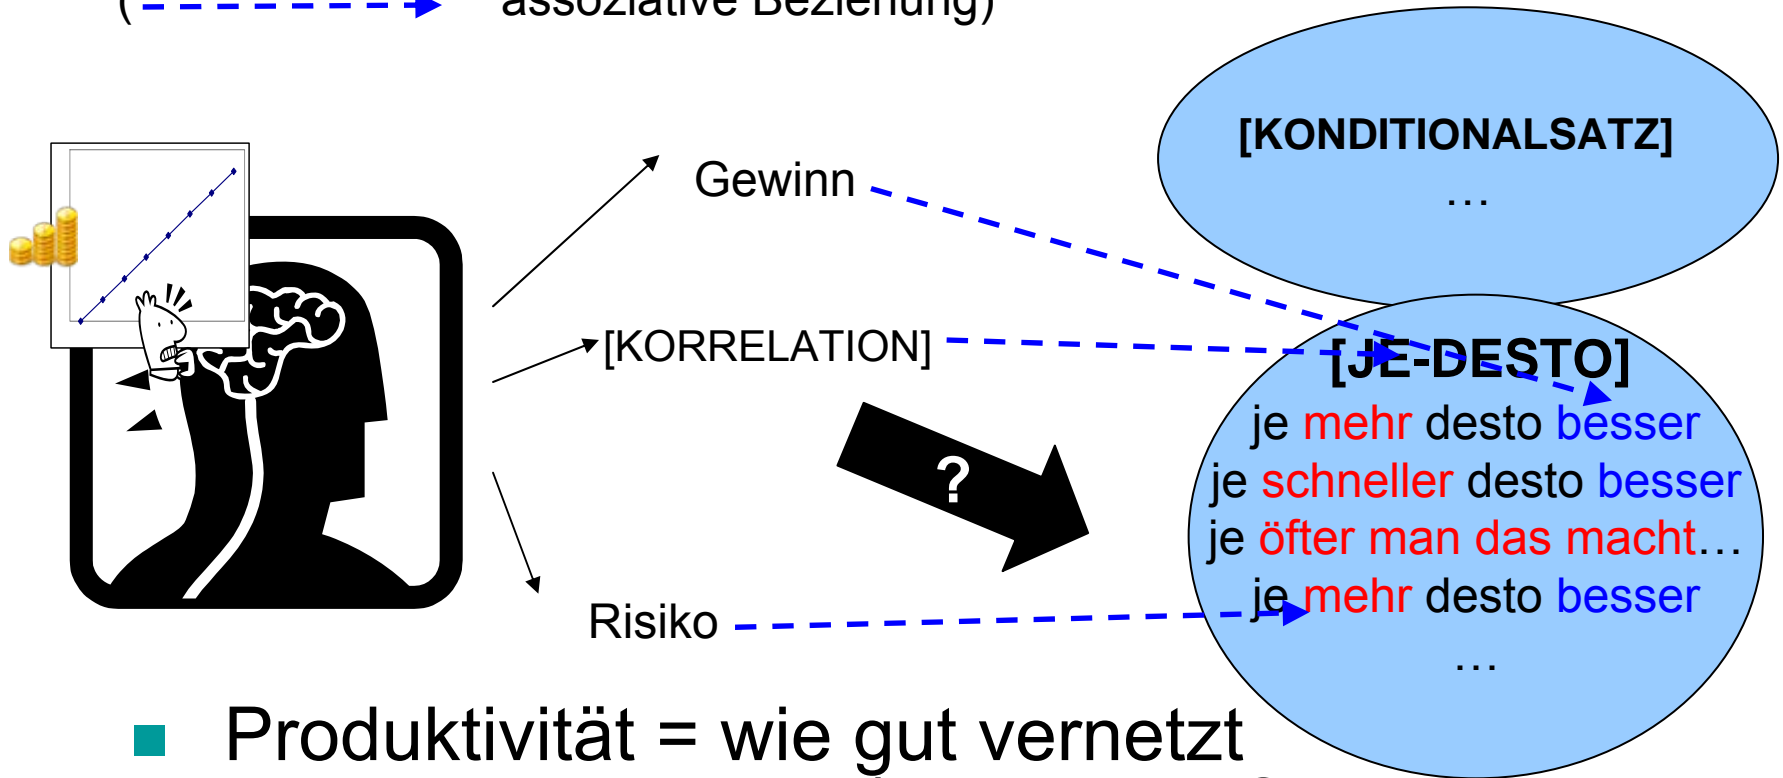 ( assoziative Beziehung)
[KONDITIONALSATZ]
…
Gewinn
[KORRELATION]
?
Risiko
[JE-DESTO]
je mehr desto besser
je schneller desto besser
je öfter man das macht…
je mehr desto besser
…
Produktivität = wie gut vernetzt